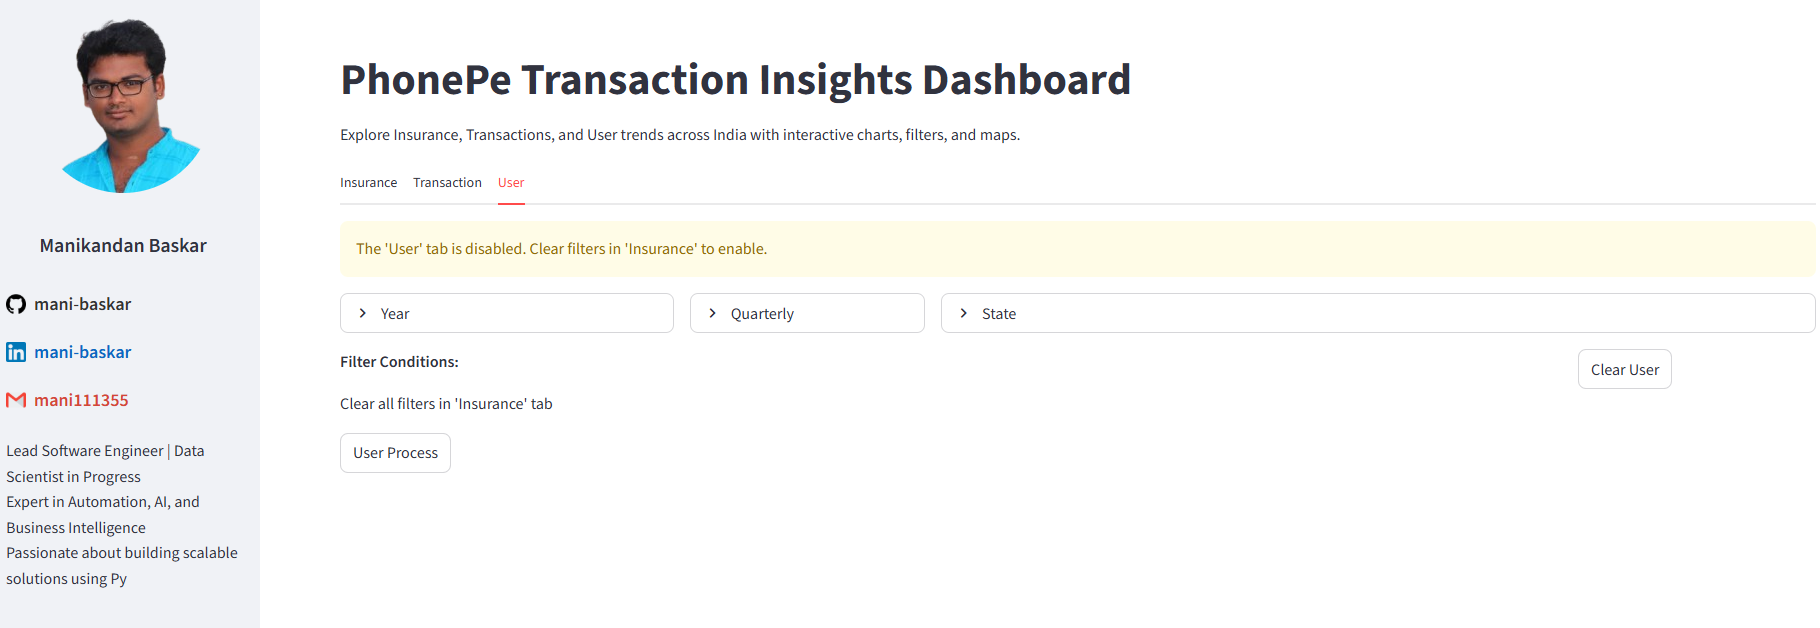 Manikandan Baskar
mani-baskar
mani-baskar
mani111355
Lead Software Engineer | Data
Scientist in Progress
Expert in Automation, AI, and
Business Intelligence
Passionate about building scalable
solutions using Py
PhonePe Transaction Insights Dashboard
Explore Insurance, Transactions, and User trends across India with interactive charts, filters, and maps.
Insurance Transaction User
The 'User' tab is disabled. Clear filters in 'Insurance' to enable.
Year Quarterly State
Filter Conditions:
Clear User
Clear all filters in 'Insurance' tab
User Process